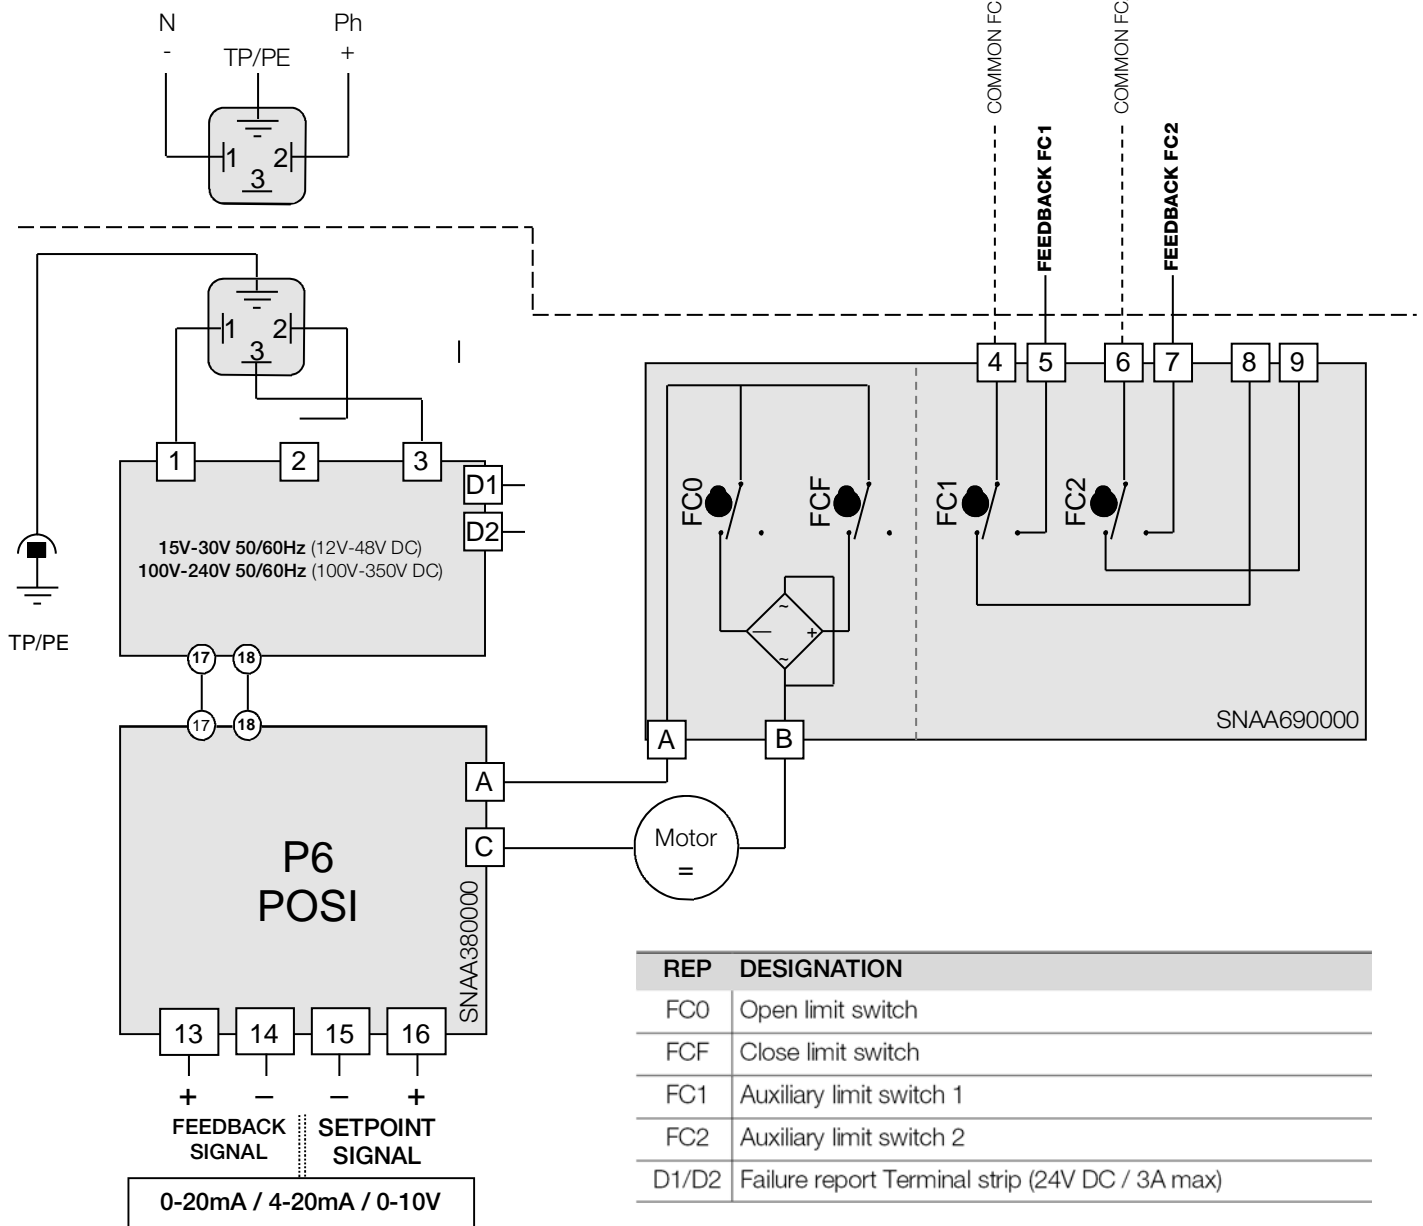 N
Ph
-
TP/PE
+
1
2
3
COMMON FC
COMMON FC
FEEDBACK FC1
FEEDBACK FC2
1
2
3
1
2
3
D1
D2
15V-30V 50/60Hz (12V-48V DC)
100V-240V 50/60Hz (100V-350V DC)
TP/PE
17
18
17
18
4
5
6
7
8
9
FC0
FCF
FC1
FC2
~
—
+
~
SNAA690000
A
B
A
C
Motor
=
P6
POSI
SNAA380000
13
14
15
16
+
–
–
+
FEEDBACK
SIGNAL
SETPOINT
SIGNAL
0-20mA / 4-20mA / 0-10V
REP DESIGNATION
FC0 Open limit switch
FCF Close limit switch
FC1 Auxiliary limit switch 1
FC2 Auxiliary limit switch 2
D1/D2 Failure report Terminal strip (24V DC / 3A max)